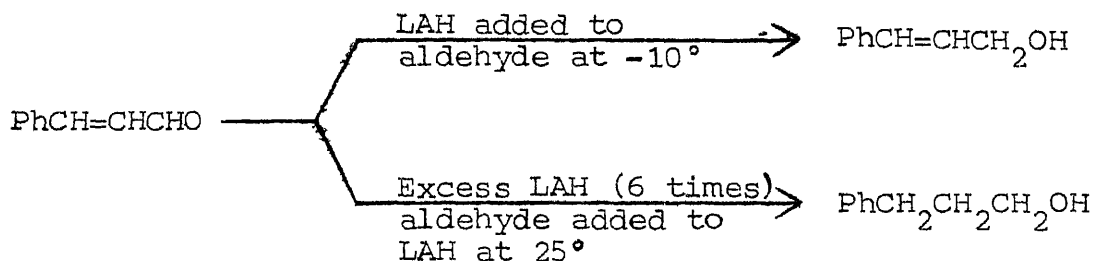 LAH added to
aldehyde at -10°
PhCH=CHCH₂OH
PhCH=CHCHO
Excess LAH (6 times)
aldehyde added to
LAH at 25°
PhCH₂CH₂CH₂OH